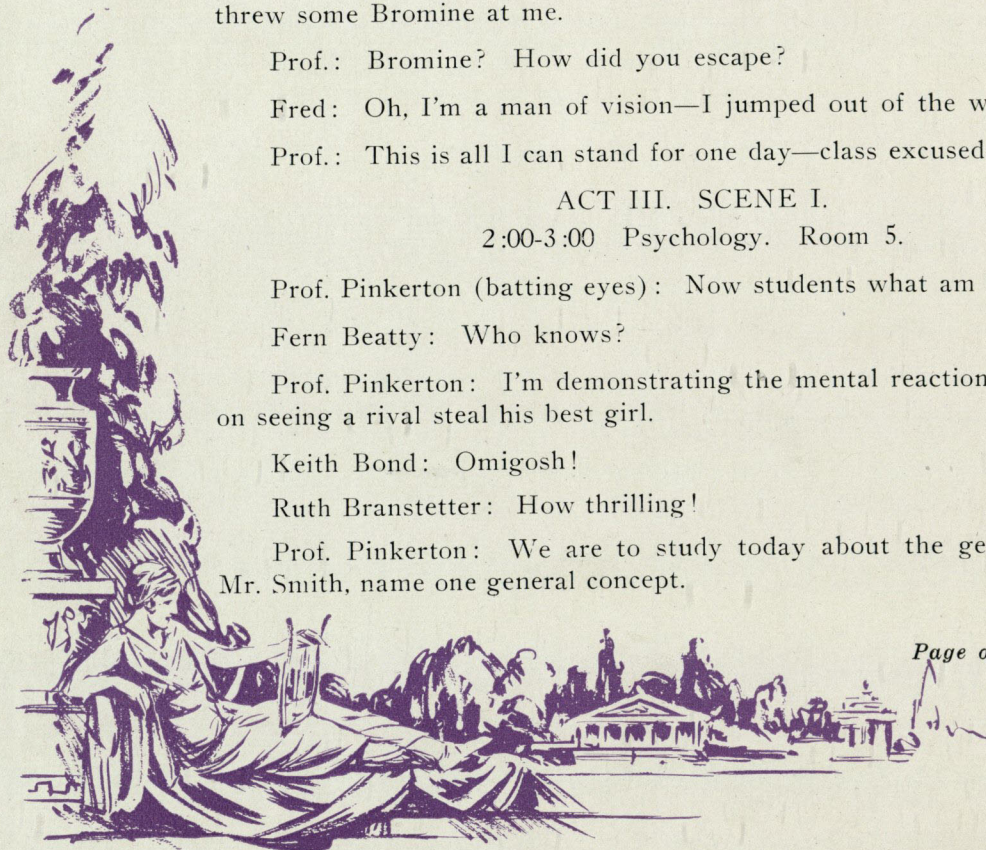 threw some Bromine at me.
Prof.: Bromine? How did you escape?
Fred: Oh, I'm a man of vision—I jumped out of the
Prof.: This is all I can stand for one day—class excused
ACT III. SCENE I.
2:00-3:00 Psychology. Room 5.
Prof. Pinkerton (batting eyes): Now students what am
Fern Beatty: Who knows?
Prof. Pinkerton: I'm demonstrating the mental reaction
on seeing a rival steal his best girl.
Keith Bond: Omigosh!
Ruth Branstetter: How thrilling!
Prof. Pinkerton: We are to study today about the
Mr. Smith, name one general concept.
Page